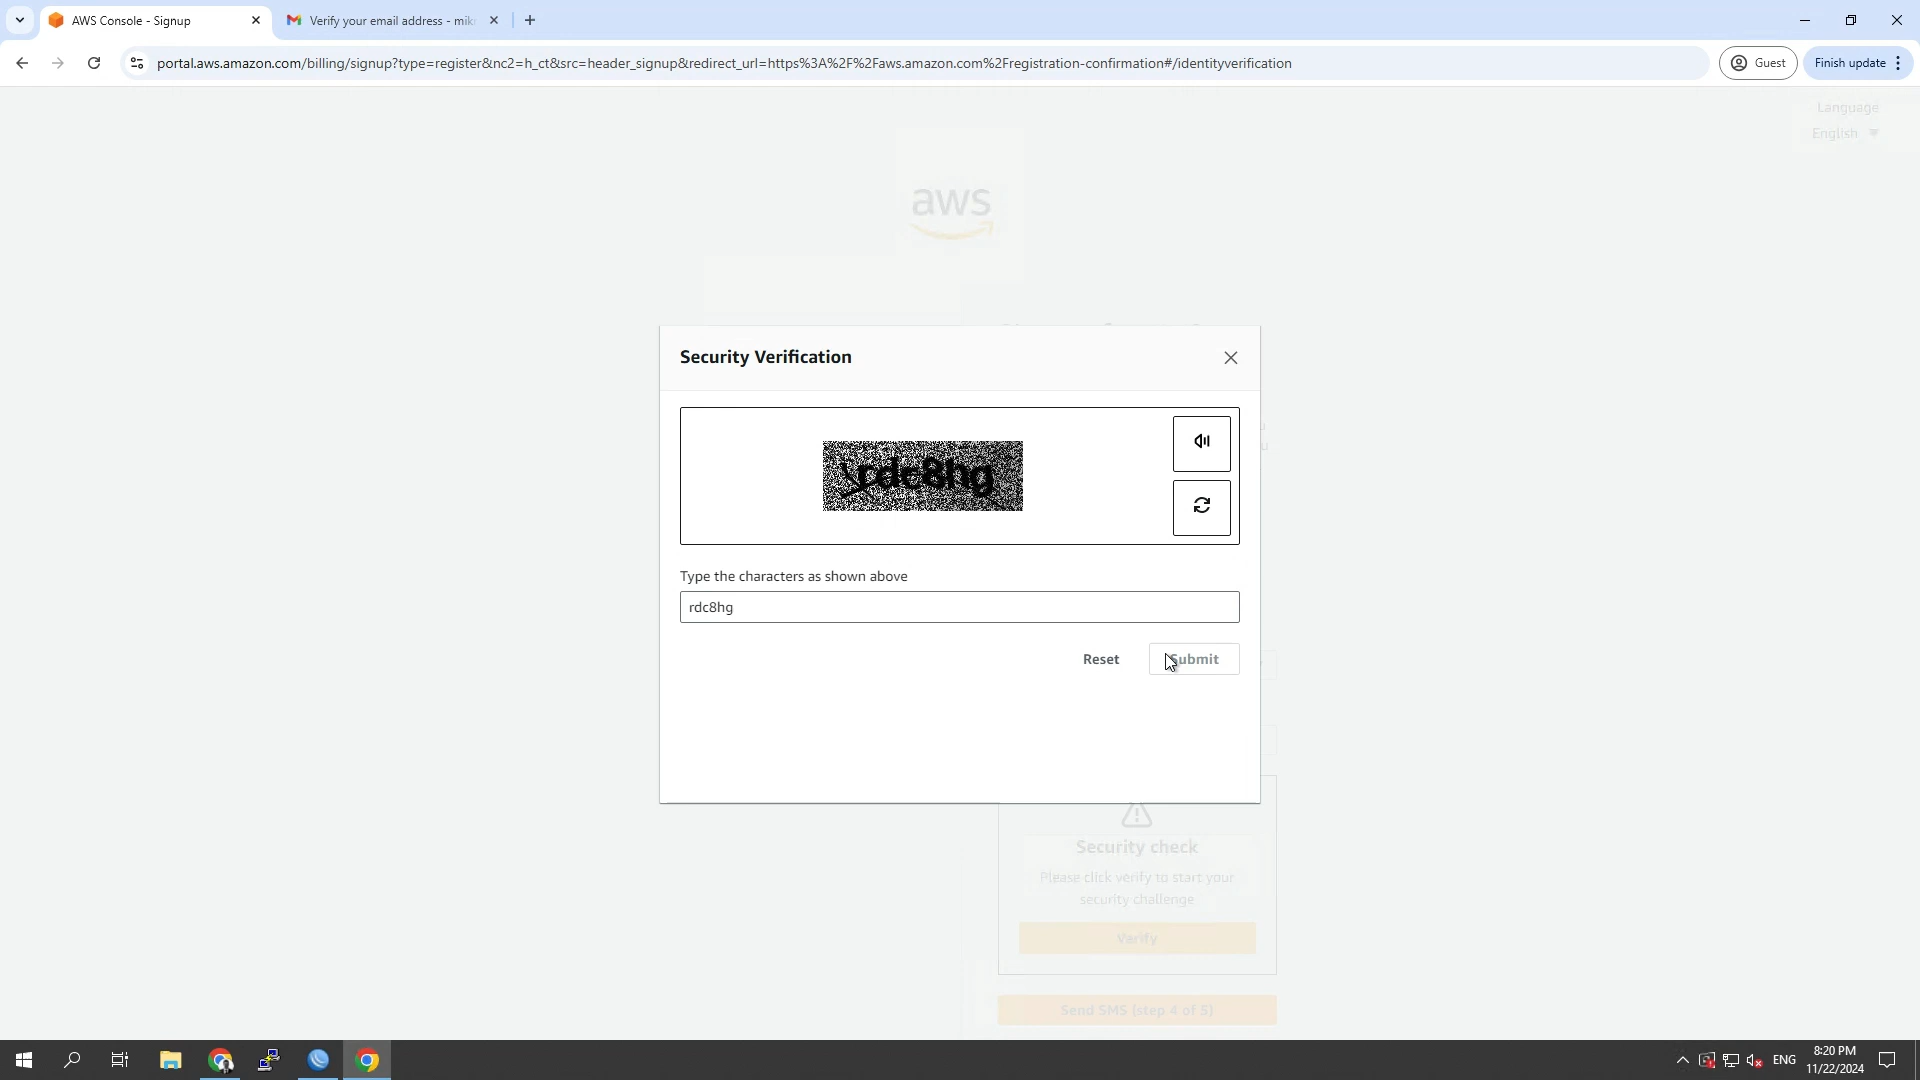 AWS Console - Signup
Verify your email address - mik
portal.aws.amazon.com/billing/signup?type=register&nc2=h_ct&src=header_signup&redirect_url=https%3A%2F%2Faws.amazon.com%2Fregistration-confirmation#/identityverification
Guest
Finish update
Language
English
aws
Security Verification
rdc8hg
Type the characters as shown above
rdc8hg
Reset
Submit
Security check
Please click verify to start your
security challenge
Verify
Send SMS (step 4 of 5)
ENG
8:20 PM
11/22/2024